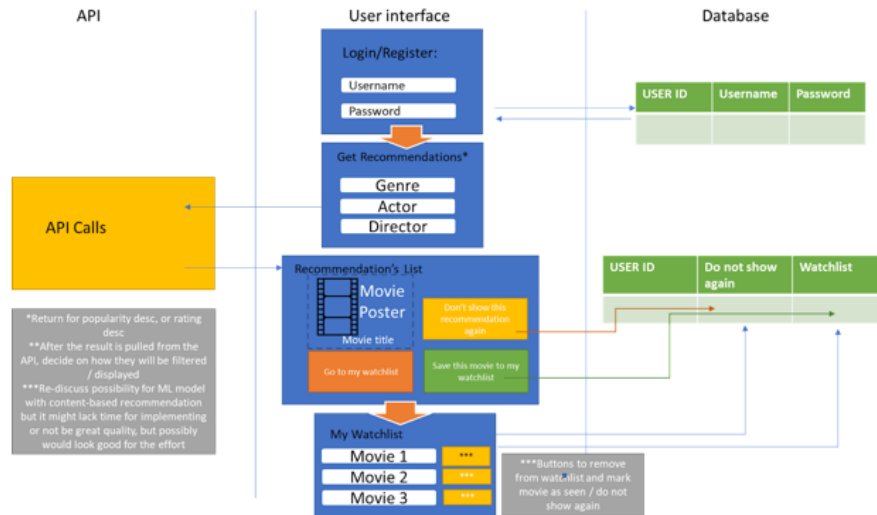 API
User interface
Database
Login/Register:
Username
Password
USER ID
Username
Password
Get Recommendations*
Genre
Actor
Director
API Calls
Recommendation's List
Movie
Poster
Movie title
Don't show this
recommendation
again
Go to my watchlist
Save this movie to my
watchlist
USER ID
Do not show
again
Watchlist
*Return for popularity desc, or rating
desc
**After the result is pulled from the
API, decide on how they will be filtered
/ displayed
***Re-discuss possibility for ML model
with content-based recommendation
but it might lack time for implementing
or not be great quality, but possibly
would look good for the effort
My Watchlist
Movie 1
***
Movie 2
***
Movie 3
***
***Buttons to remove
from watchlist and mark
movie as seen / do not
show again